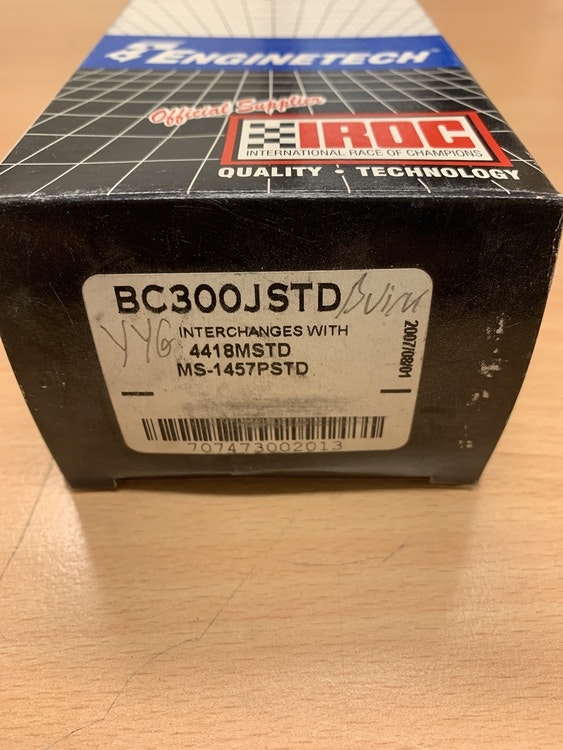 ENGINETECH
Official Supplier
IROC
INTERNATIONAL RACE OF CHAMPIONS
QUALITY · TECHNOLOGY
BC300JSTD
YYG
INTERCHANGES WITH
4418MSTD
MS-1457PSTD
2007/08/01
707473002013